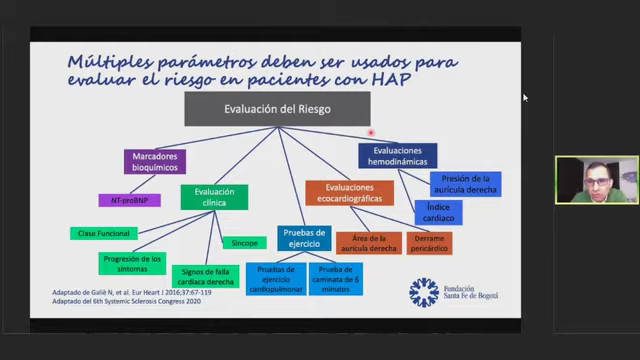 Múltiples parámetros deben ser usados para
evaluar el riesgo en pacientes con HAP
Evaluación del Riesgo
Marcadores
bioquímicos
NT-proBNP
Evaluación
clínica
Clase Funcional
Progresión de los
síntomas
Signos de falla
cardiaca derecha
Síncope
Pruebas de
ejercicio
Pruebas de
ejercicio
cardiopulmonar
Prueba de
caminata de 6
minutos
Evaluaciones
ecocardiográficas
Área de la
aurícula derecha
Derrame
pericárdico
Evaluaciones
hemodinámicas
Presión de la
aurícula derecha
Índice
cardiaco
Adaptado de Galiè N, et al. Eur Heart J 2016;37:67-119
Adaptado del 6th Systemic Sclerosis Congress 2020
Fundación
Santa Fe de Bogotá